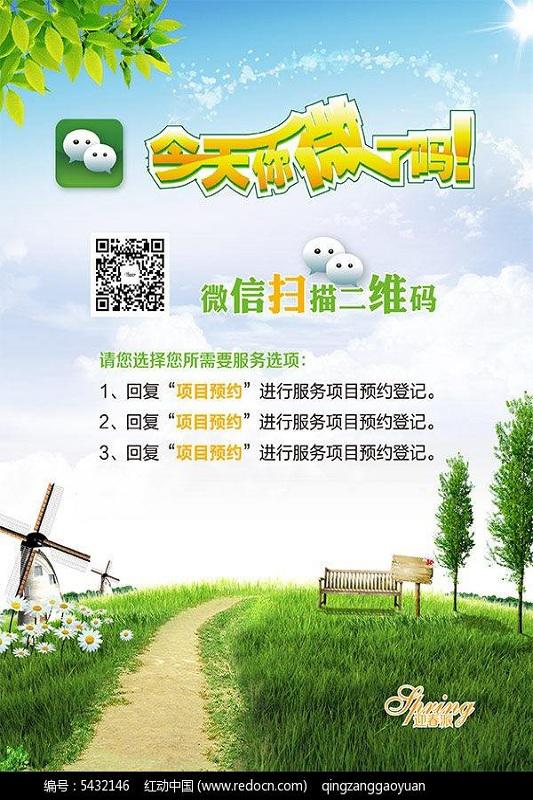 今天你微了吗!
微信扫描二维码
请您选择您所需要服务选项:
1、回复“项目预约”进行服务项目预约登记。
2、回复“项目预约”进行服务项目预约登记。
3、回复“项目预约”进行服务项目预约登记。
Spring
迎春版
编号:5432146 红动中国 (www.redocn.com) qingzanggaoyuan